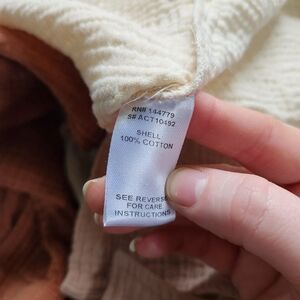 RN# 144779
S# ACT10492
SHELL
100% COTTON
SEE REVERSE
FOR CARE
INSTRUCTIONS